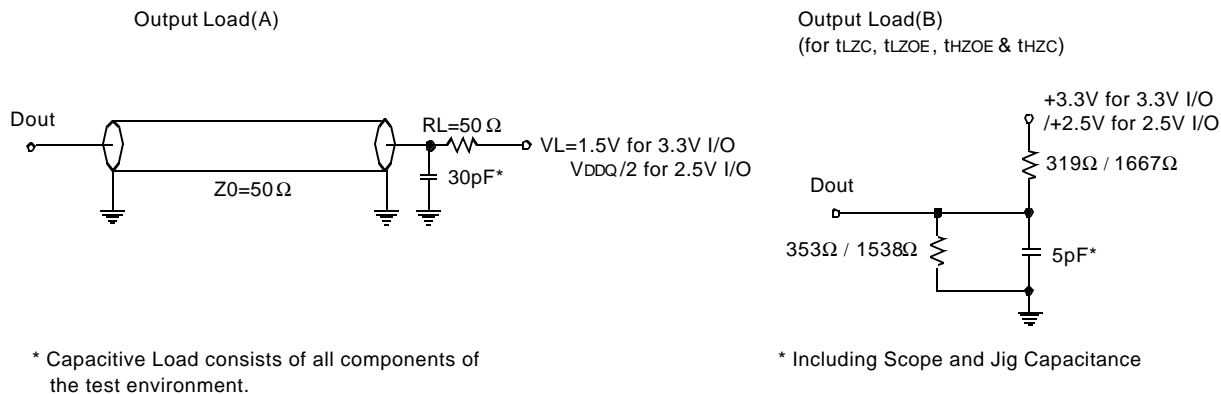 Output Load(A)
Dout
RL=50 Ω
VL=1.5V for 3.3V I/O
VDDQ/2 for 2.5V I/O
30pF*
Z0=50Ω
* Capacitive Load consists of all components of
the test environment.
Output Load(B)
(for tLZC, tLZOE, tHZOE & tHZC)
+3.3V for 3.3V I/O
/+2.5V for 2.5V I/O
319Ω / 1667Ω
Dout
353Ω / 1538Ω
5pF*
* Including Scope and Jig Capacitance